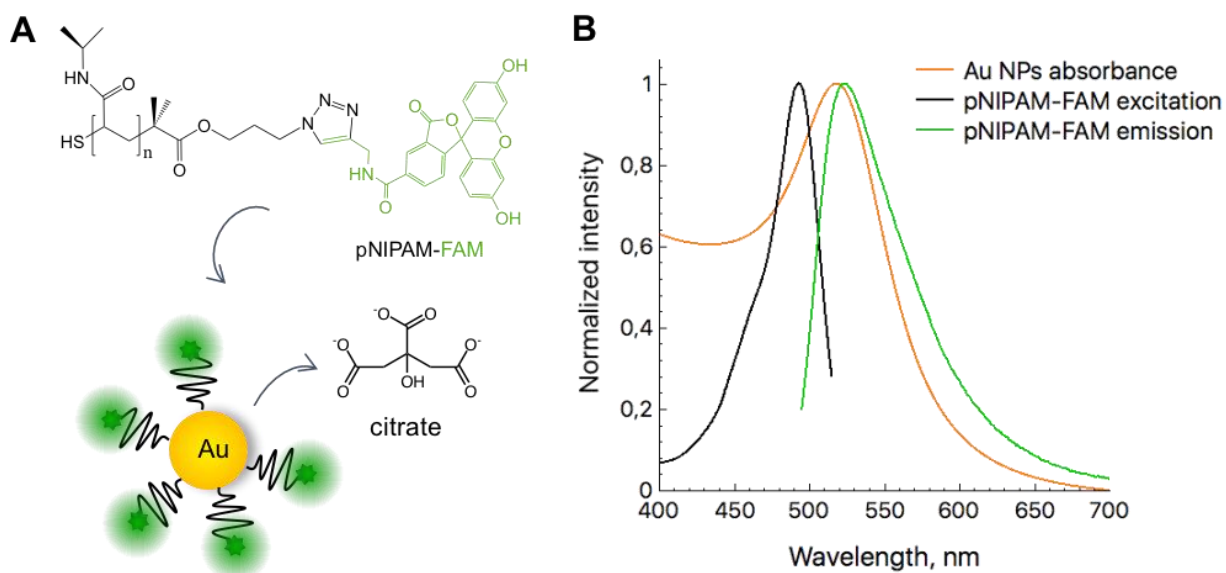 A
HN
O
HS
n
O
O
N
N
N
HN
O
O
O
OH
O
OH
pNIPAM-FAM
Au
-O
O
-O
O
OH
O-
O
citrate
B
Au NPs absorbance
pNIPAM-FAM excitation
pNIPAM-FAM emission
Normalized intensity
1
0,8
0,6
0,4
0,2
0
400 450 500 550 600 650 700
Wavelength, nm